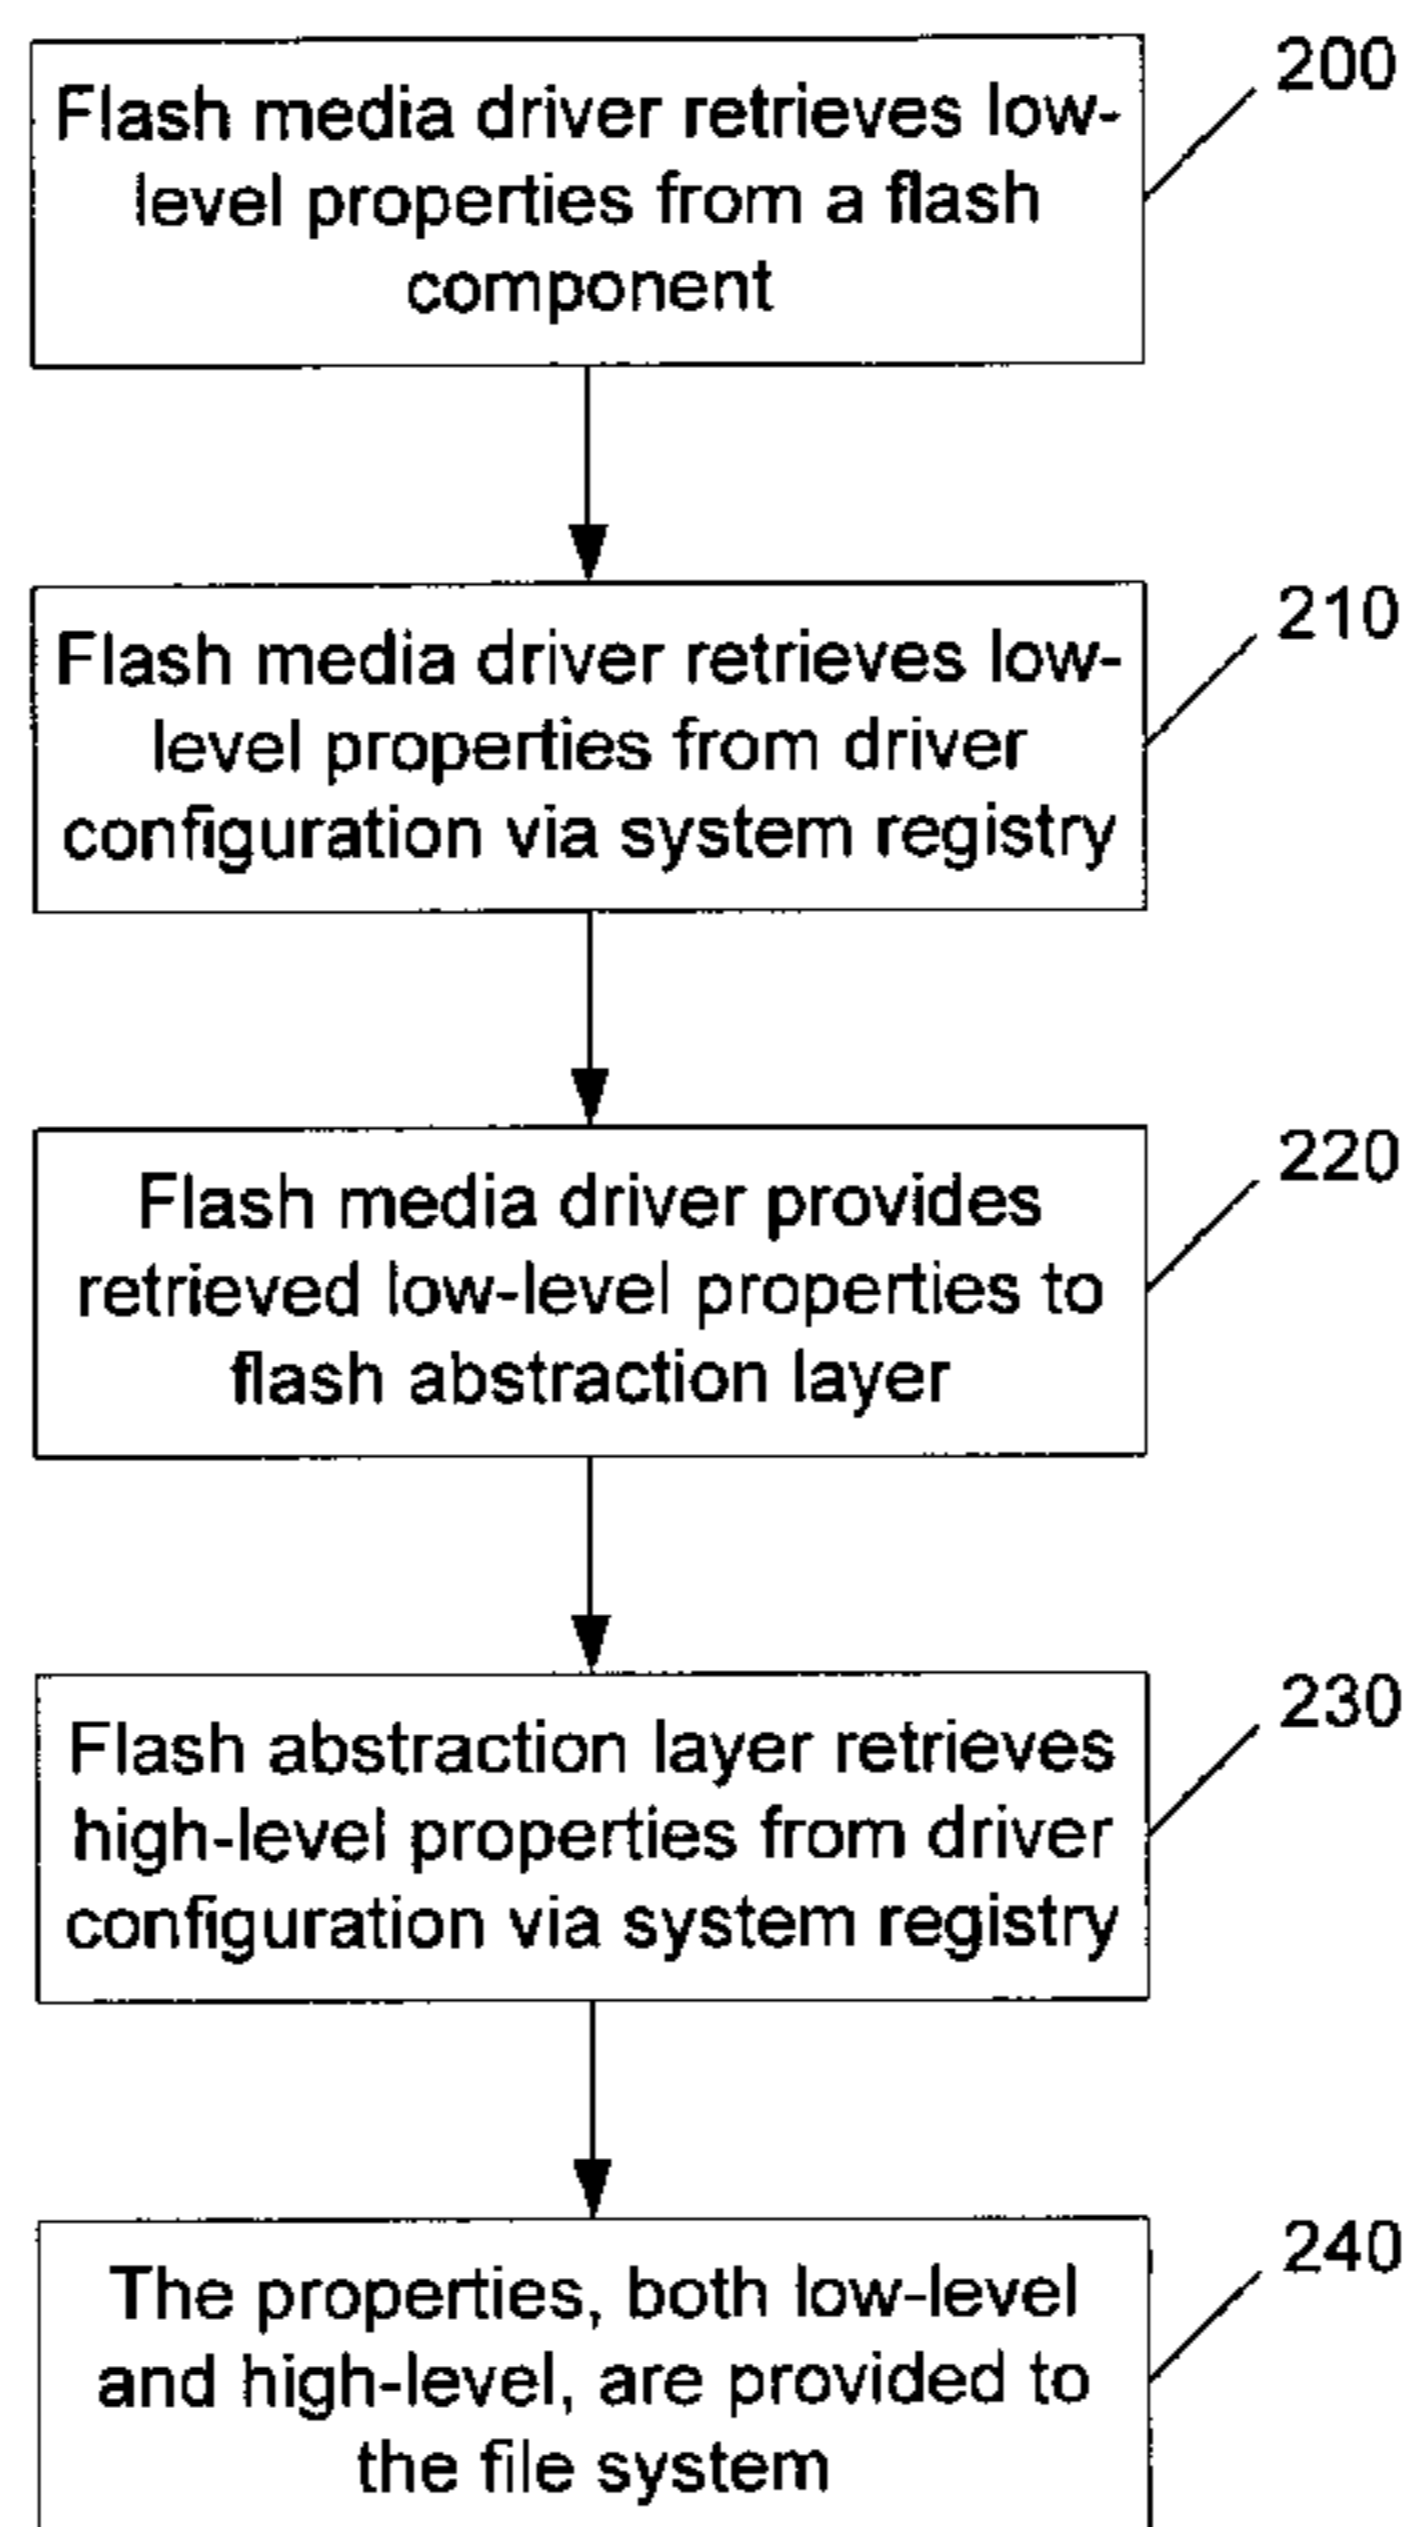 200
Flash media driver retrieves low-
level properties from a flash
component
210
Flash media driver retrieves low-
level properties from driver
configuration via system registry
220
Flash media driver provides
retrieved low-level properties to
flash abstraction layer
230
Flash abstraction layer retrieves
high-level properties from driver
configuration via system registry
240
The properties, both low-level
and high-level, are provided to
the file system